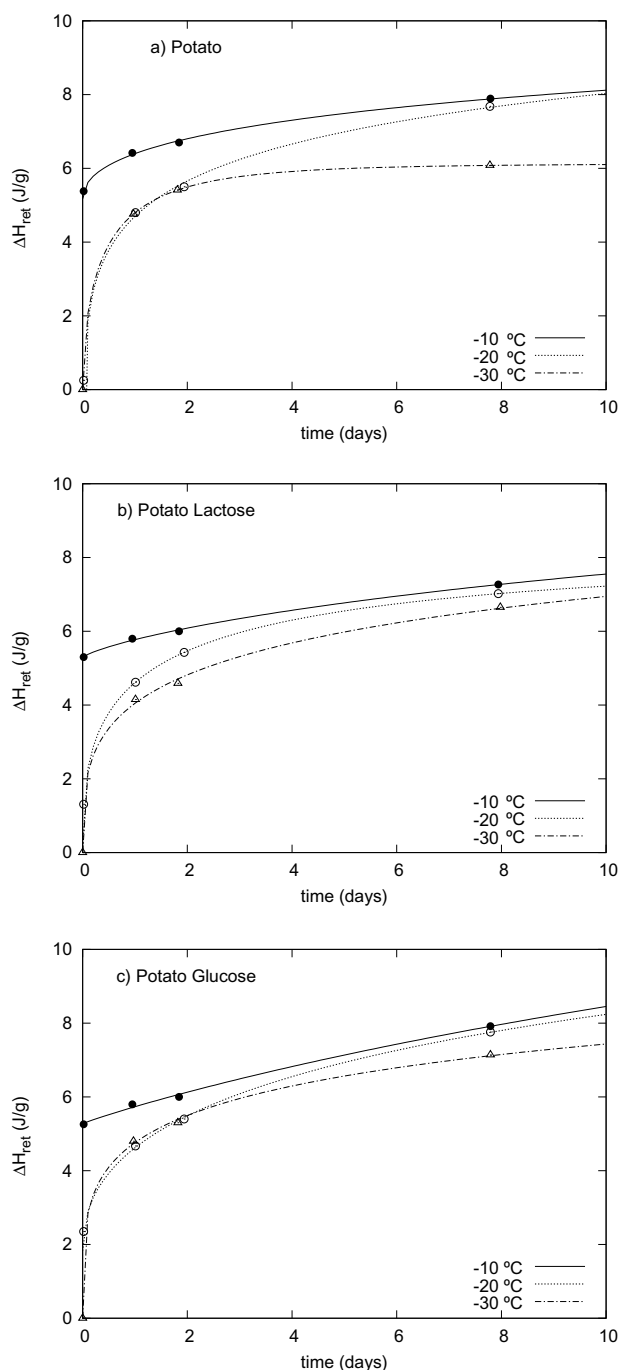 a) Potato
10
8
6
4
2
0
ΔH_ret (J/g)
-10 ºC
-20 ºC
-30 ºC
0 2 4 6 8 10
time (days)
b) Potato Lactose
10
8
6
4
2
0
ΔH_ret (J/g)
-10 ºC
-20 ºC
-30 ºC
0 2 4 6 8 10
time (days)
c) Potato Glucose
10
8
6
4
2
0
ΔH_ret (J/g)
-10 ºC
-20 ºC
-30 ºC
0 2 4 6 8 10
time (days)